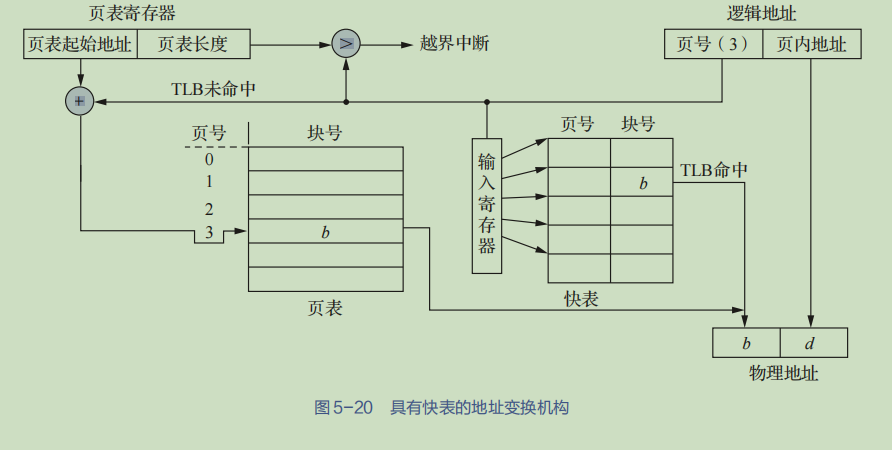 页表寄存器
逻辑地址
页表起始地址 页表长度
≥
越界中断
页号（3） 页内地址
+
TLB未命中
页号 块号
0
1
2
3 b
页表
输入寄存器
页号 块号
b
TLB命中
快表
b d
物理地址
图5-20 具有快表的地址变换机构